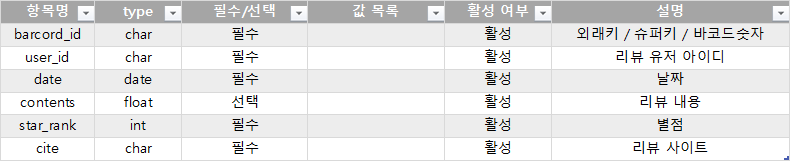 항목명 type 필수/선택 값 목록 활성 여부 설명
barcord_id char 필수 활성 외래키 / 슈퍼키 / 바코드숫자
user_id char 필수 활성 리뷰 유저 아이디
date date 필수 활성 날짜
contents float 선택 활성 리뷰 내용
star_rank int 필수 활성 별점
cite char 필수 활성 리뷰 사이트